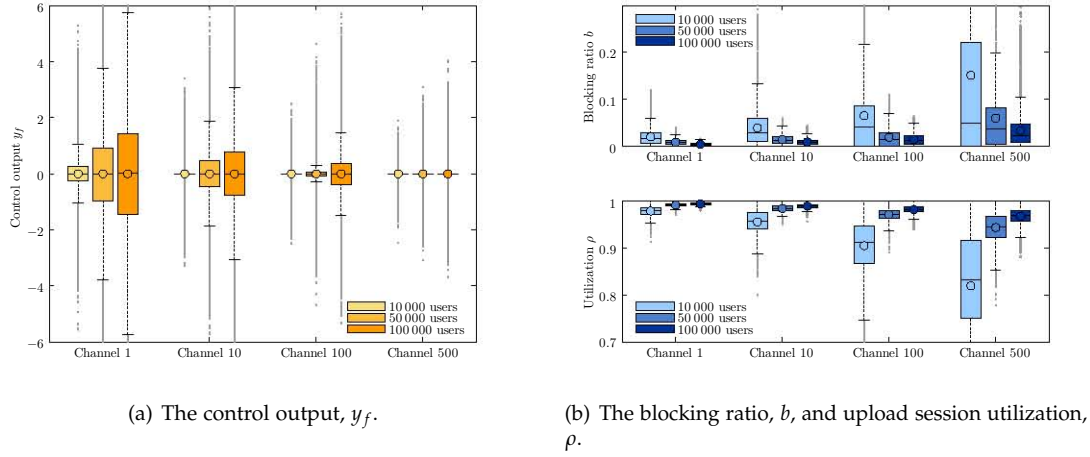 6
4
2
0
−2
−4
−6
Control output y_f
10 000 users
50 000 users
100 000 users
Channel 1 Channel 10 Channel 100 Channel 500
(a) The control output, y_f.
0.3
0.2
0.1
0
Blocking ratio b
10 000 users
50 000 users
100 000 users
Channel 1 Channel 10 Channel 100 Channel 500
1
0.9
0.8
0.7
Utilization ρ
10 000 users
50 000 users
100 000 users
Channel 1 Channel 10 Channel 100 Channel 500
(b) The blocking ratio, b, and upload session utilization,
ρ.